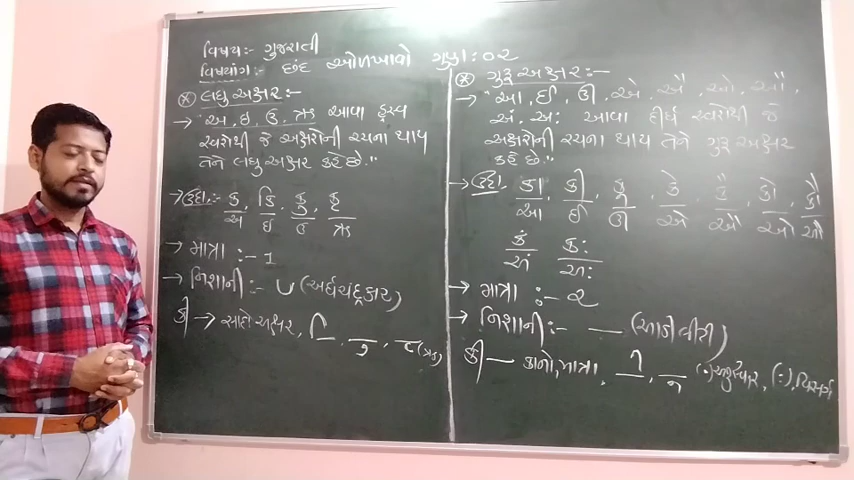 વિષય:- ગુજરાતી
વિષયાંગ:- છંદ ઓળખાવો ગુણ:૦૨
* લઘુ અક્ષર:-
→ "અ, ઇ, ઉ, ઋ આવા હ્રસ્વ
સ્વરોથી જે અક્ષરોની રચના થાય
તેને લઘુ અક્ષર કહે છે."
→ ઉદા.:- ક, કિ, કુ, કૃ
અ ઇ ઉ ઋ
→ માત્રા :- 1
→ નિશાની :- ∪ (અર્ધચંદ્રકાર)
કી → સાદો અક્ષર, િ, ુ, ૃ (ઋ)
* ગુરુ અક્ષર:-
→ "આ, ઈ, ઊ, એ, ઐ, ઓ, ઔ,
અં, અઃ આવા દીર્ઘ સ્વરોથી જે
અક્ષરોની રચના થાય તેને ગુરુ અક્ષર
કહે છે."
→ ઉદા. કા, કી, કૂ, કે, કૈ, કો, કૌ
આ ઈ ઊ એ ઐ ઓ ઔ
કં કઃ
અં અઃ
→ માત્રા :- ૨
→ નિશાની :- — (આડી લીટી)
કી — કાનો, માત્રા, ી, ૂ (ં) અનુસ્વાર, (ઃ), વિસર્ગ